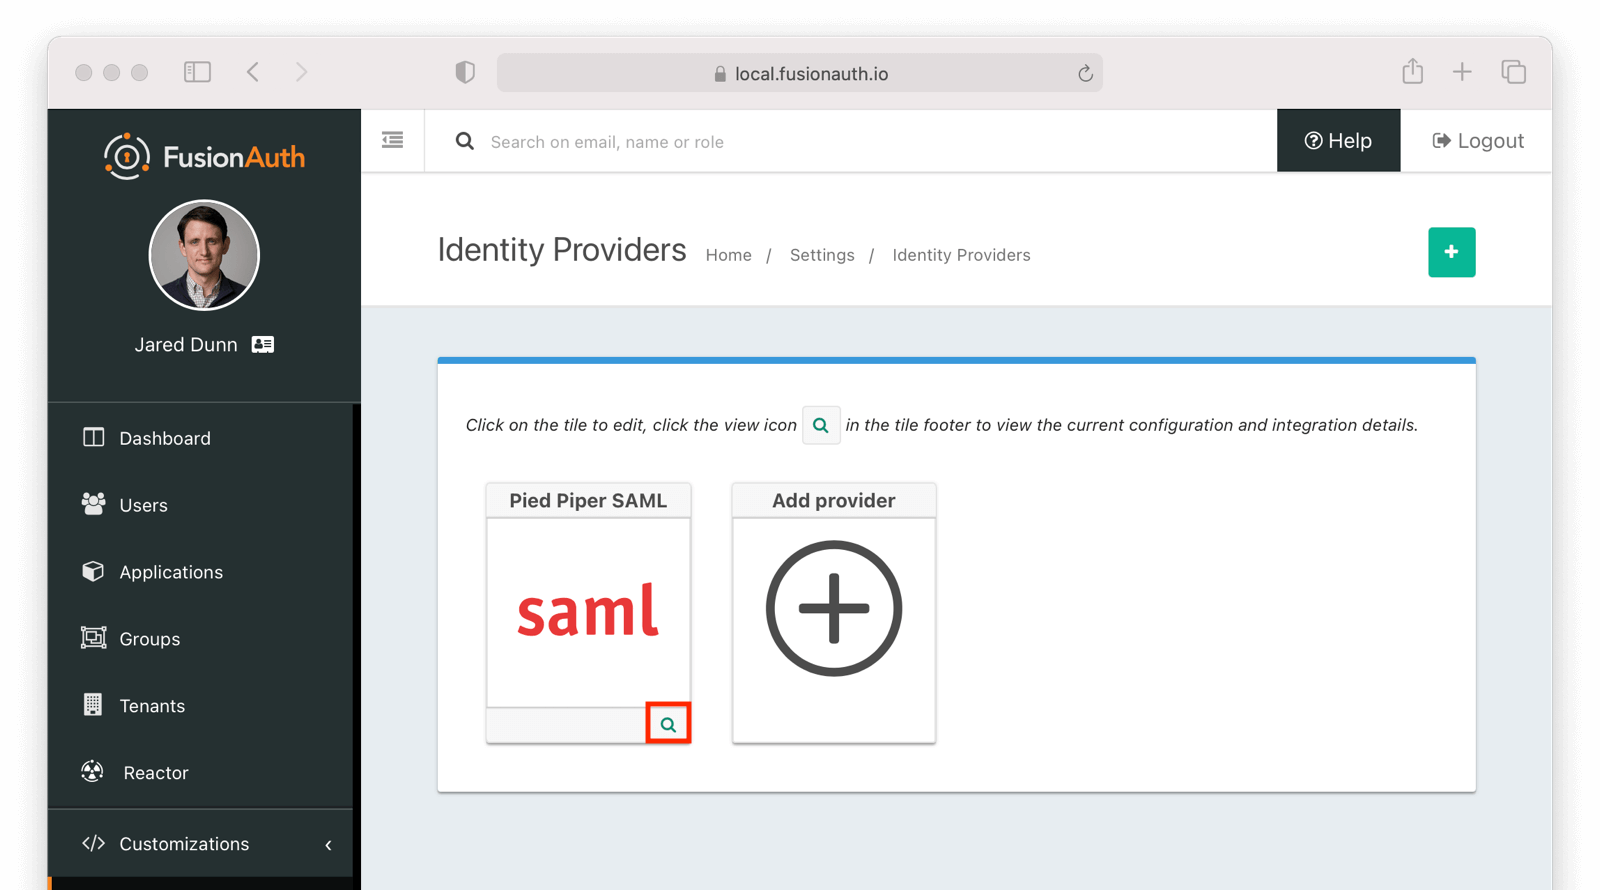 local.fusionauth.io
FusionAuth
Search on email, name or role
Help
Logout
Jared Dunn
Identity Providers
Home / Settings / Identity Providers
Dashboard
Users
Applications
Groups
Tenants
Reactor
Customizations
Click on the tile to edit, click the view icon in the tile footer to view the current configuration and integration details.
Pied Piper SAML
saml
Add provider